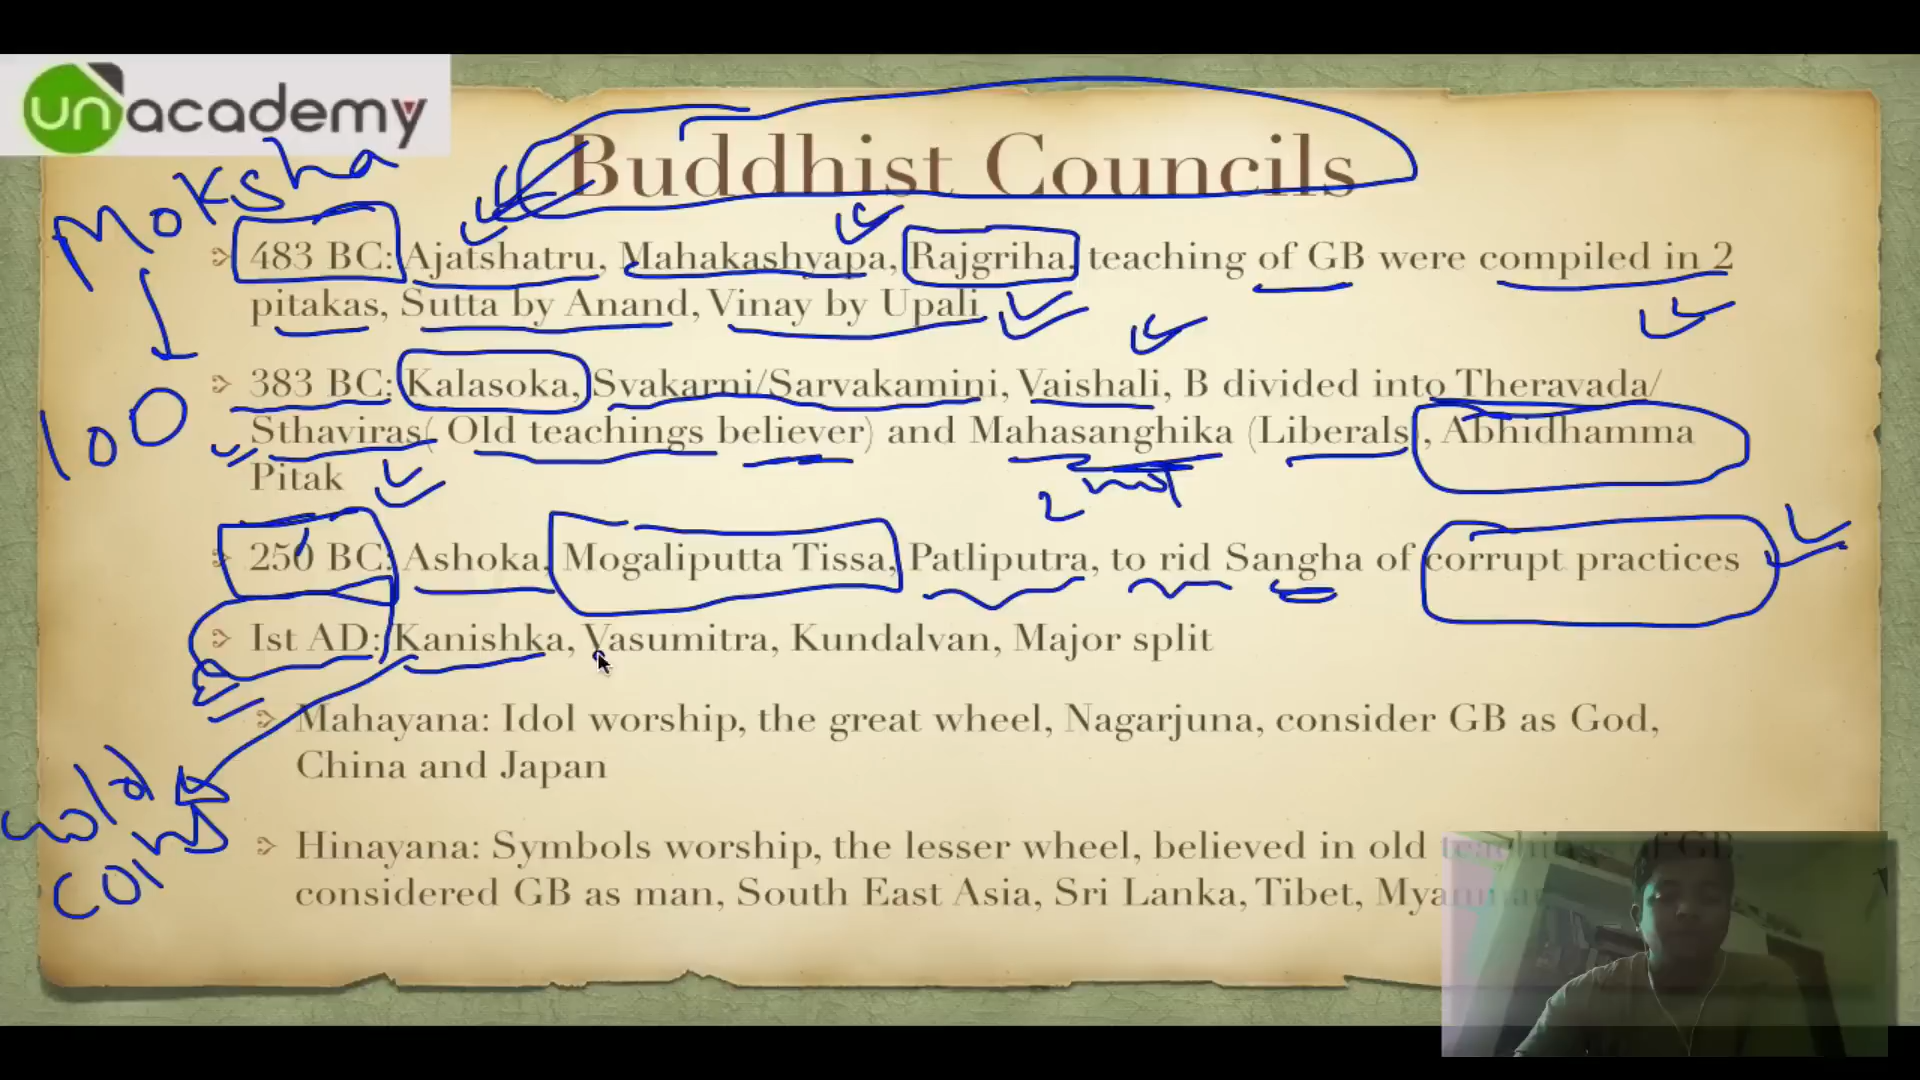 unacademy
Buddhist Councils
Moksha
483 BC: Ajatshatru, Mahakashyapa, Rajgriha, teaching of GB were compiled in 2
pitakas, Sutta by Anand, Vinay by Upali
100
383 BC: Kalasoka, Svakarni/Sarvakamini, Vaishali, B divided into Theravada/
Sthaviras( Old teachings believer) and Mahasanghika (Liberals), Abhidhamma
Pitak
250 BC: Ashoka, Mogaliputta Tissa, Patliputra, to rid Sangha of corrupt practices
Ist AD: Kanishka, Vasumitra, Kundalvan, Major split
Mahayana: Idol worship, the great wheel, Nagarjuna, consider GB as God,
China and Japan
Gold
Coins
Hinayana: Symbols worship, the lesser wheel, believed in old teachings of GB,
considered GB as man, South East Asia, Sri Lanka, Tibet, Myanmar